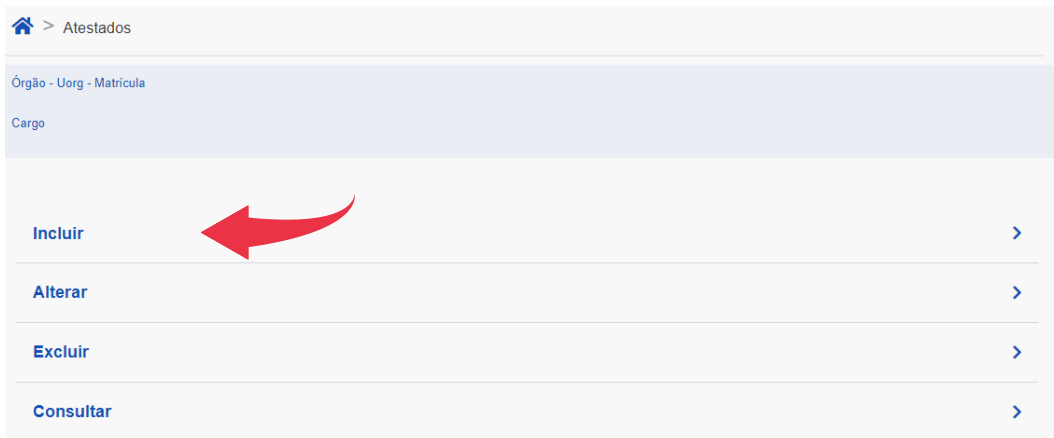 > Atestados
Órgão - Uorg - Matrícula
Cargo
Incluir
Alterar
Excluir
Consultar